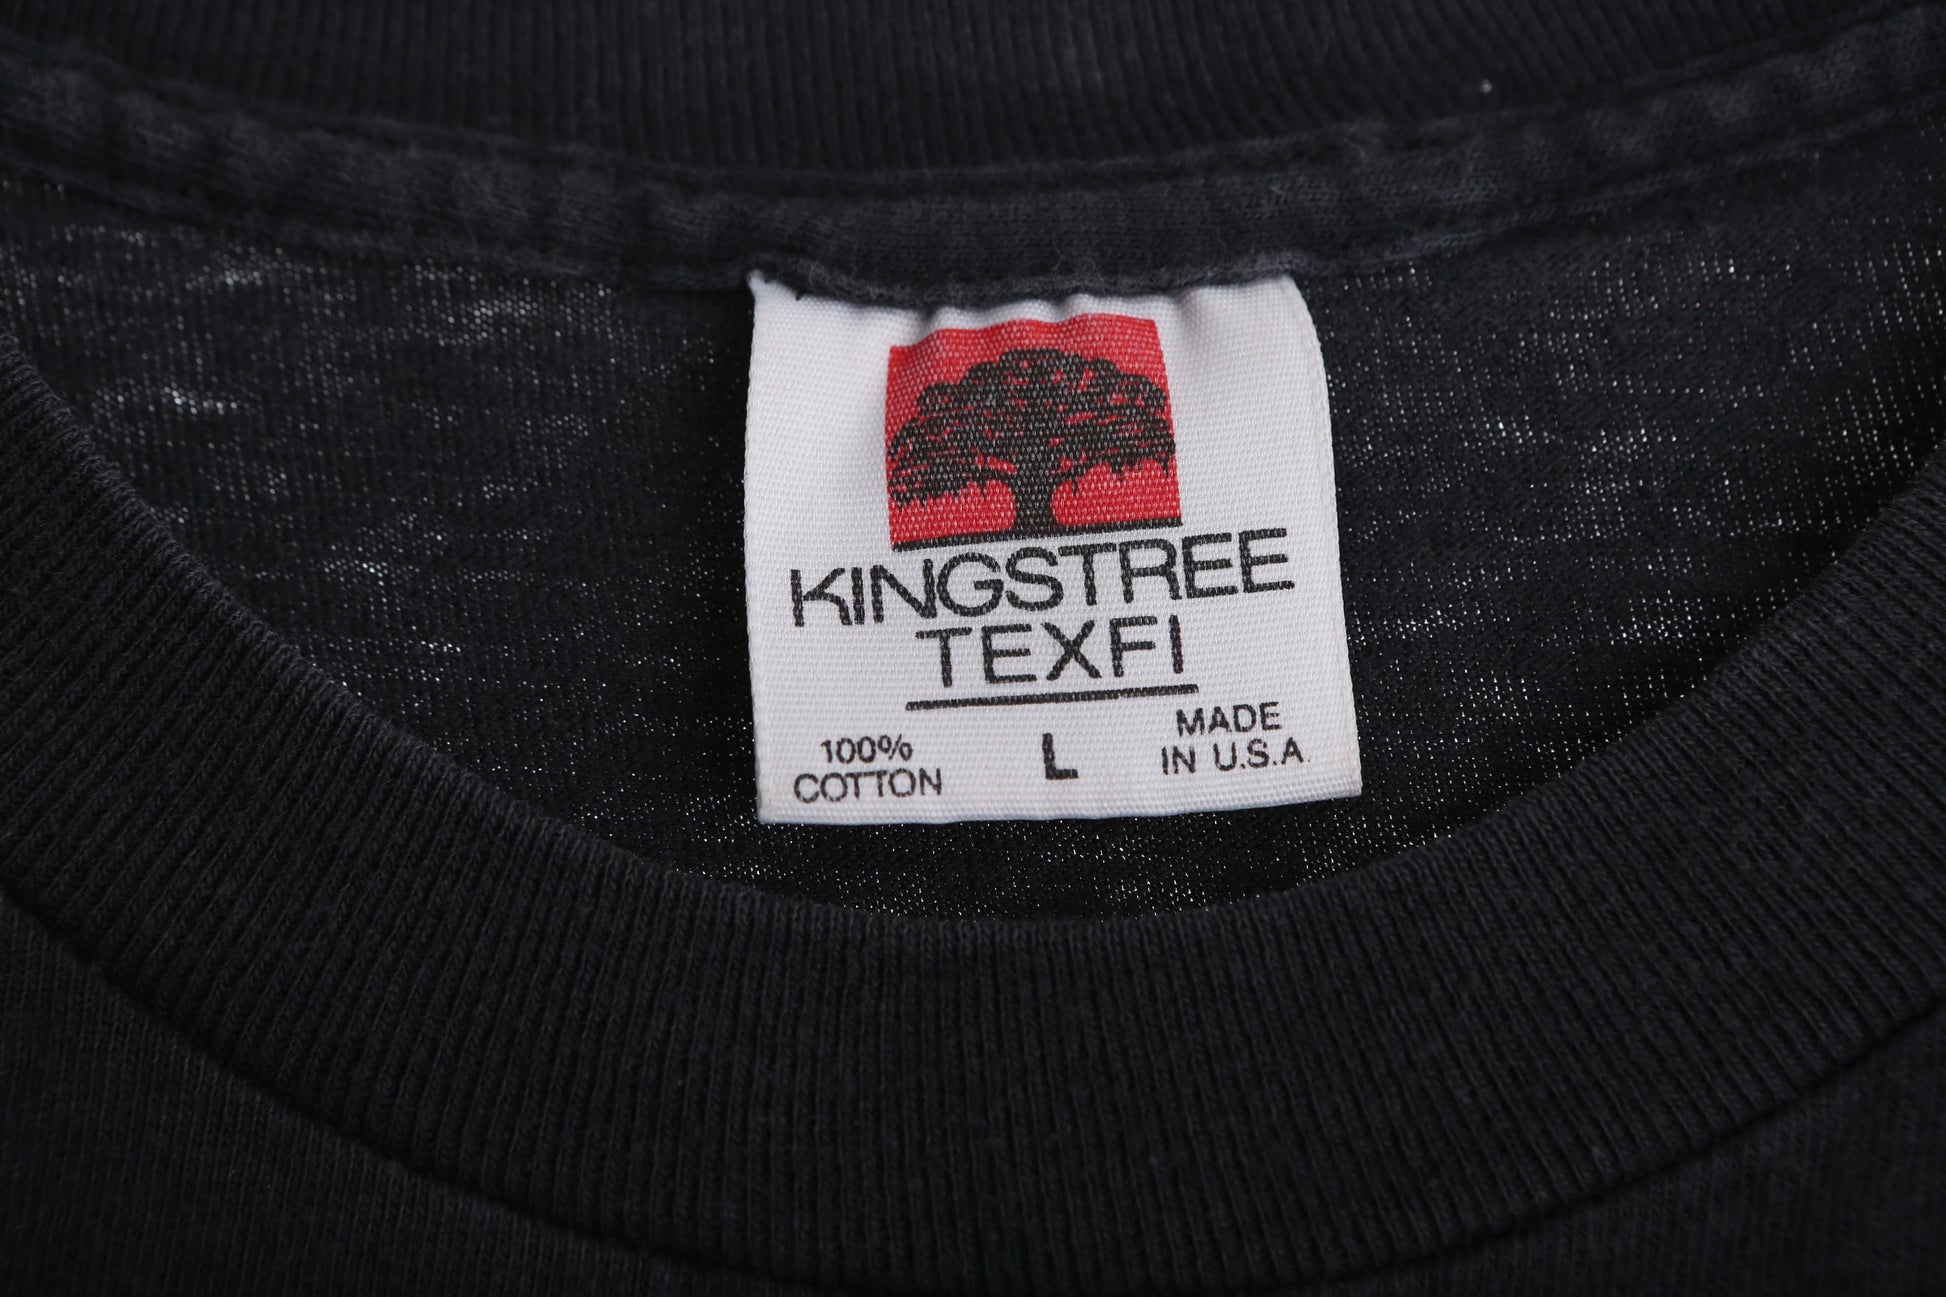 KINGSTREE
TEXFI
100%
COTTON
L
MADE
IN U.S.A.